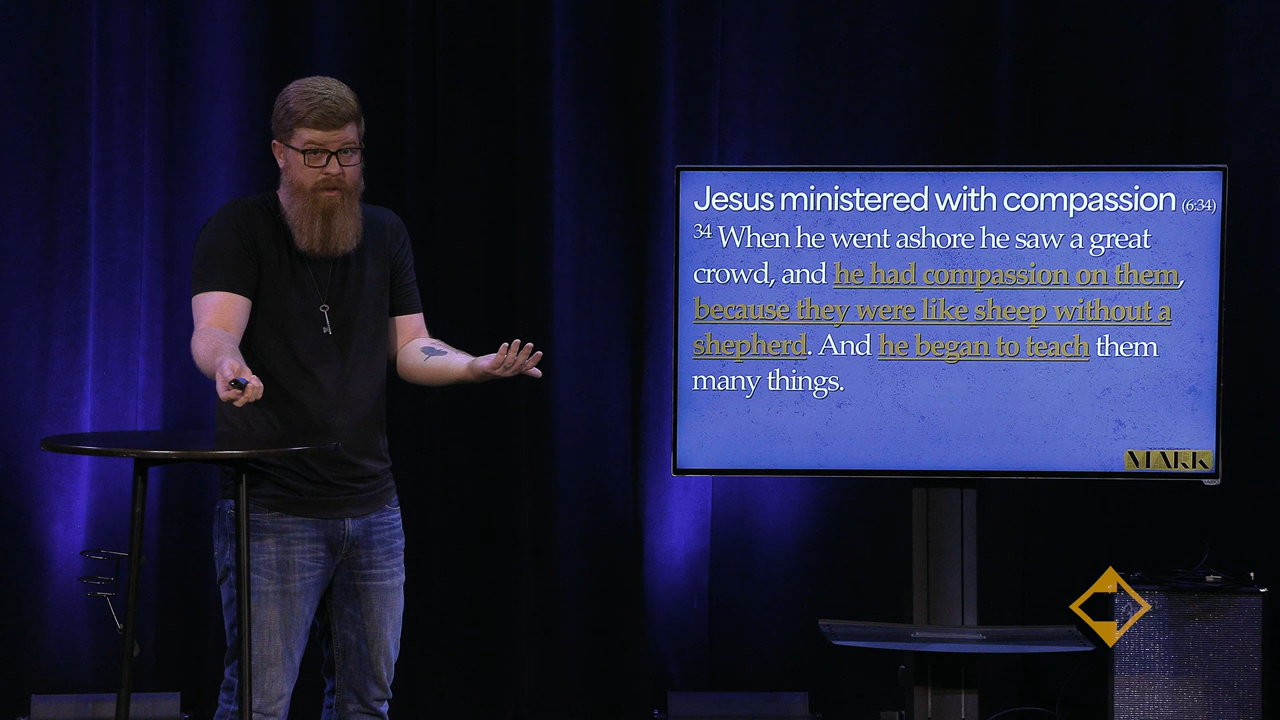 Jesus ministered with compassion (6:34)
34 When he went ashore he saw a great
crowd, and he had compassion on them,
because they were like sheep without a
shepherd. And he began to teach them
many things.
MARK